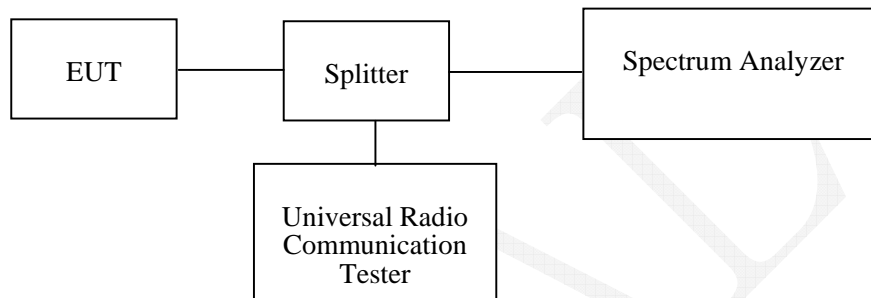 EUT
Splitter
Spectrum Analyzer
Universal Radio
Communication
Tester